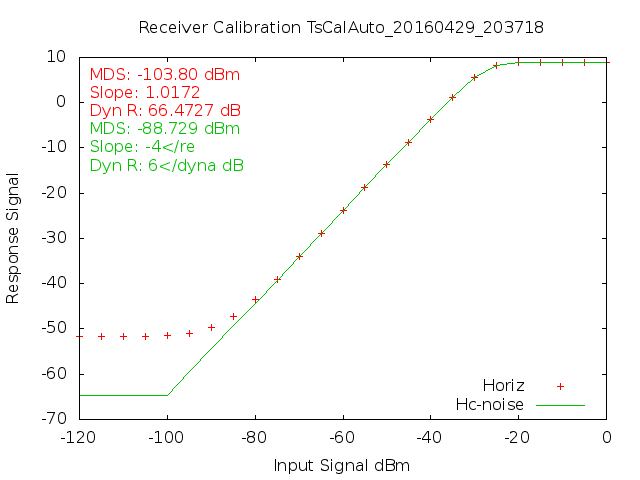 Receiver Calibration TsCalAuto_20160429_203718
10
0
-10
-20
-30
-40
-50
-60
-70
Response Signal
MDS: -103.80 dBm
Slope: 1.0172
Dyn R: 66.4727 dB
MDS: -88.729 dBm
Slope: -4</re
Dyn R: 6</dyna dB
Horiz
Hc-noise
-120 -100 -80 -60 -40 -20 0
Input Signal dBm